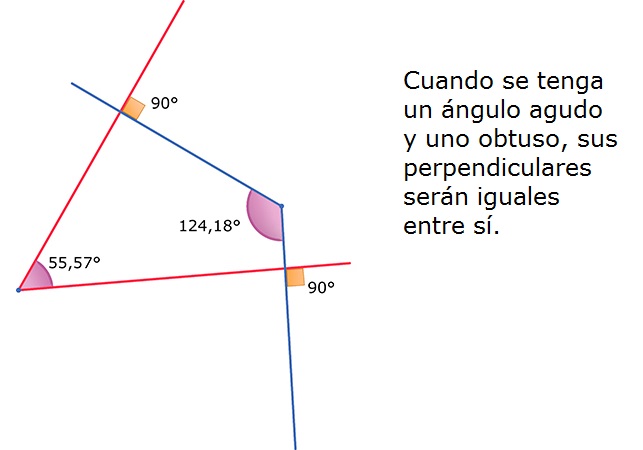 90°
Cuando se tenga
un ángulo agudo
y uno obtuso, sus
perpendiculares
serán iguales
entre sí.
124,18°
55,57°
90°